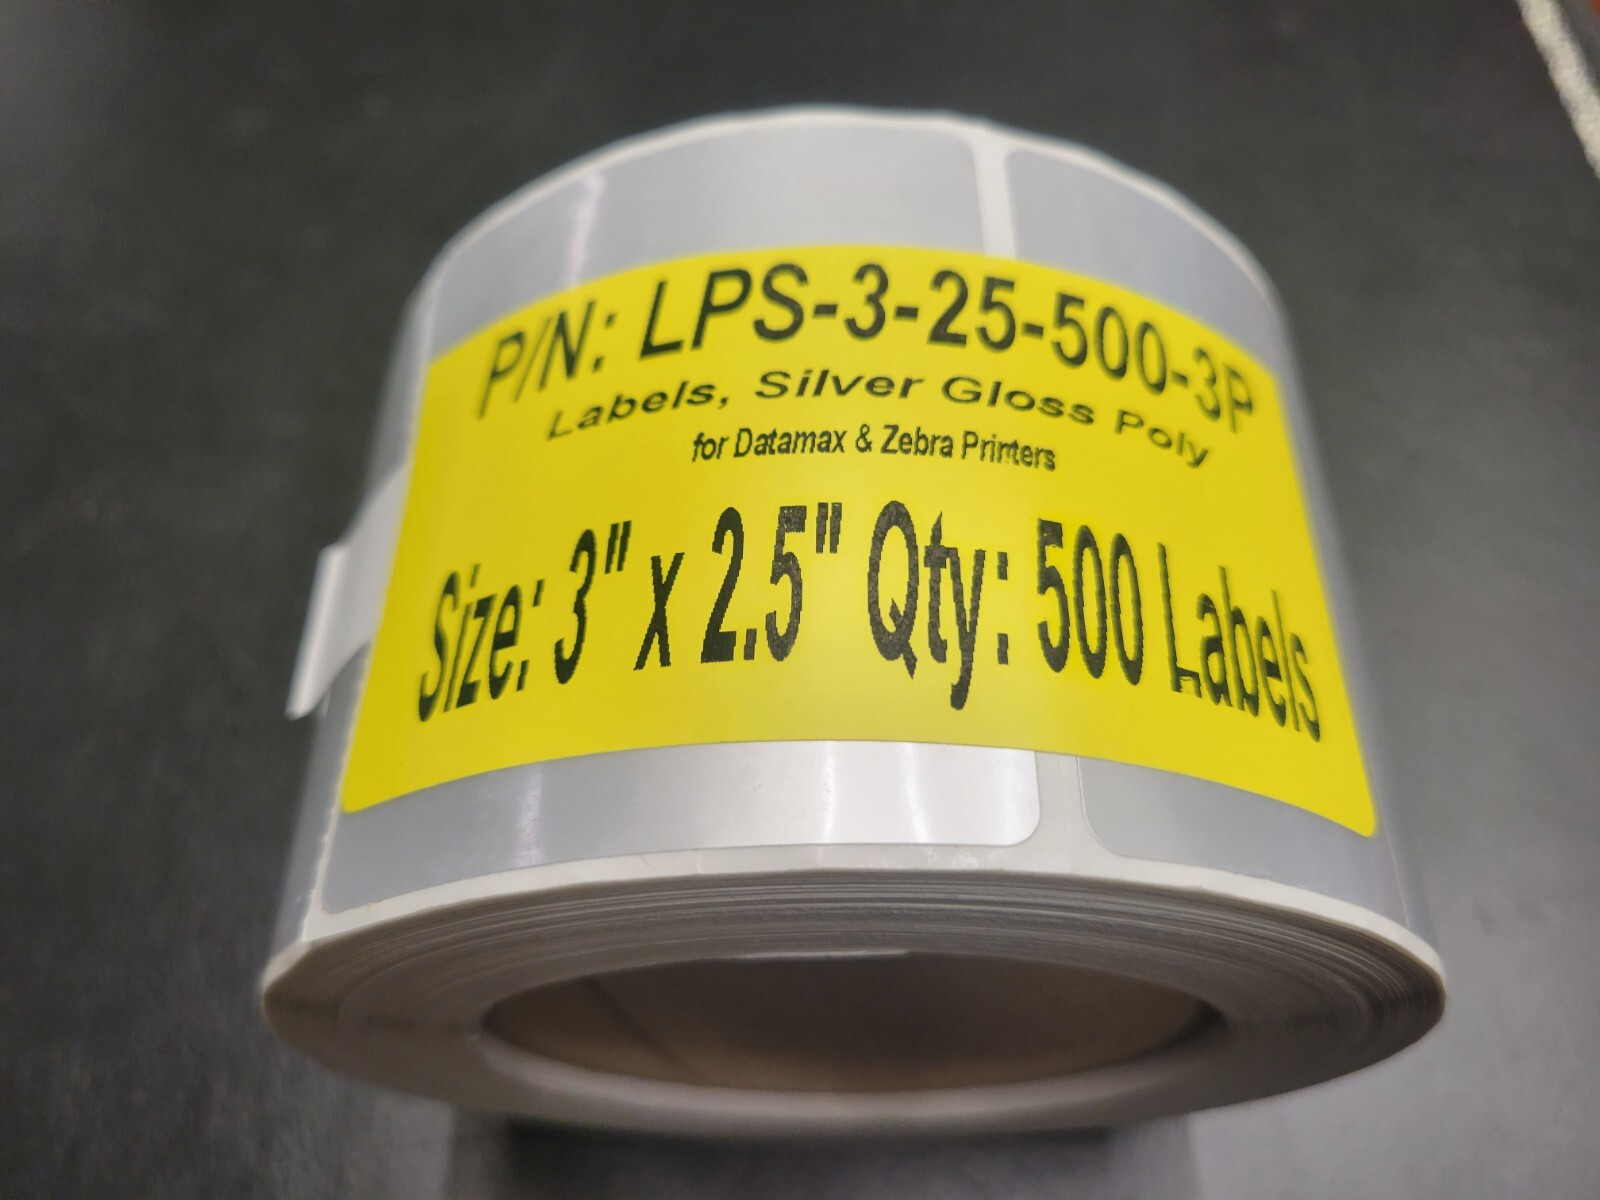 P/N: LPS-3-25-500-3P
Labels, Silver Gloss Poly
for Datamax & Zebra Printers
Size: 3" x 2.5" Qty: 500 Labels